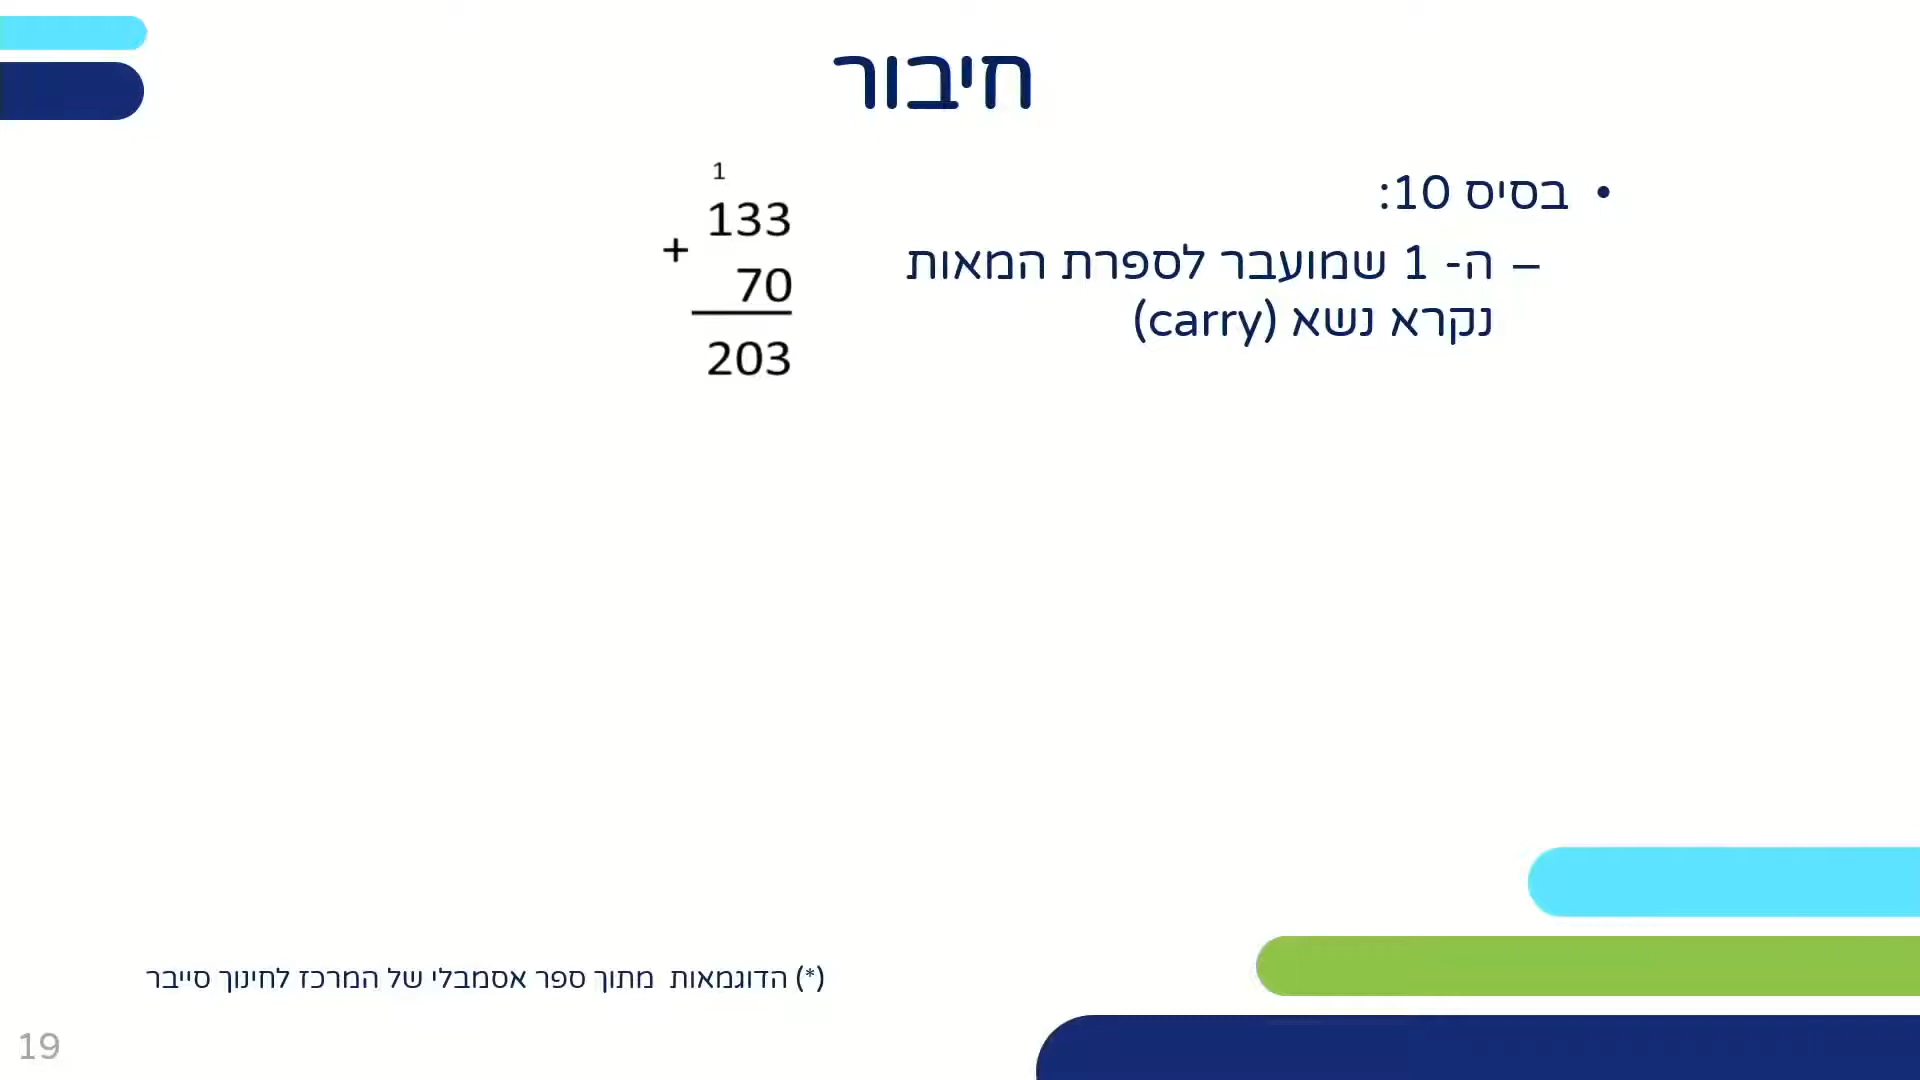 חיבור
• בסיס 10:
– ה- 1 שמועבר לספרת המאות
נקרא נשא (carry)
1
133
+
70
203
(*) הדוגמאות מתוך ספר אסמבלי של המרכז לחינוך סייבר
19